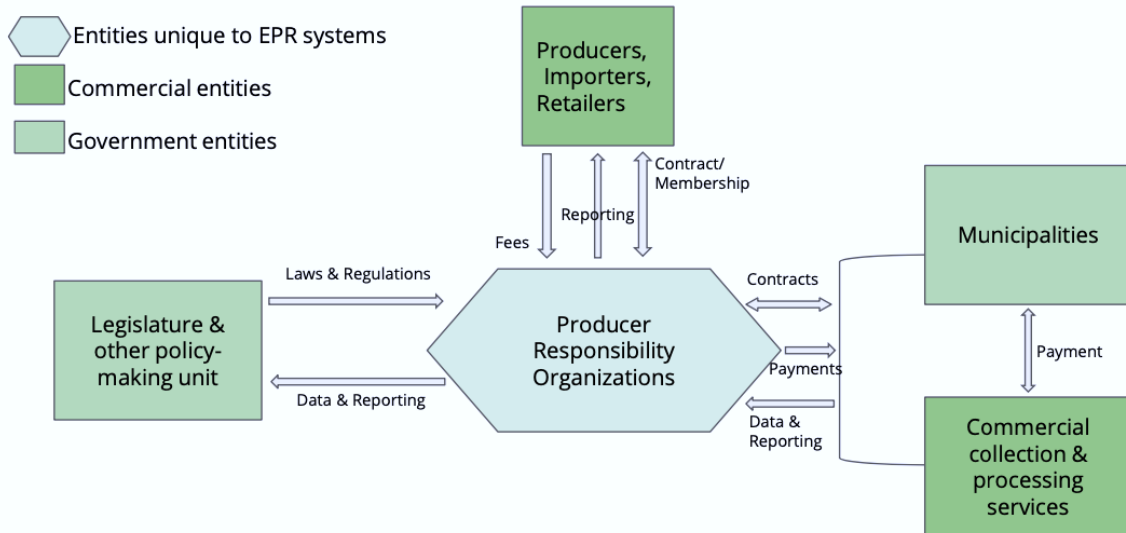 Entities unique to EPR systems
Commercial entities
Government entities
Producers,
Importers,
Retailers
Contract/
Membership
Reporting
Fees
Laws & Regulations
Legislature &
other policy-
making unit
Data & Reporting
Producer
Responsibility
Organizations
Contracts
Payments
Data &
Reporting
Municipalities
Payment
Commercial
collection &
processing
services